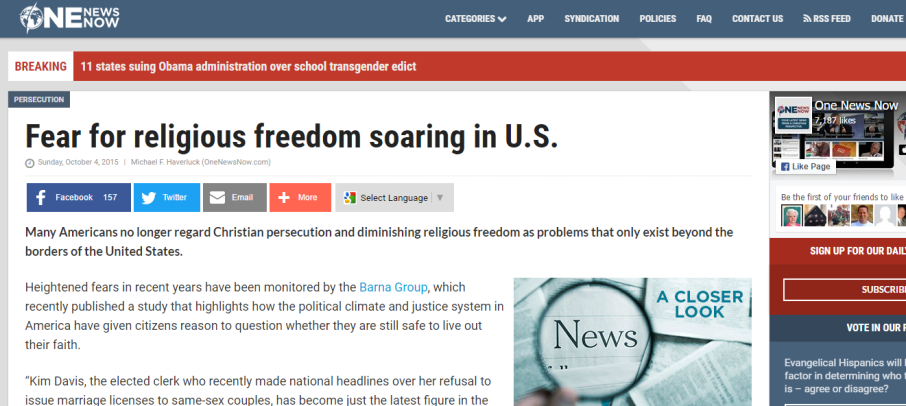 ONE NEWS NOW
CATEGORIES APP SYNDICATION POLICIES FAQ CONTACT US RSS FEED DONATE
BREAKING 11 states suing Obama administration over school transgender edict
PERSECUTION
Fear for religious freedom soaring in U.S.
Sunday, October 4, 2015 | Michael F. Haverluck (OneNewsNow.com)
Facebook 157 Twitter Email More Select Language
Many Americans no longer regard Christian persecution and diminishing religious freedom as problems that only exist beyond the
borders of the United States.
Heightened fears in recent years have been monitored by the Barna Group, which
recently published a study that highlights how the political climate and justice system in
America have given citizens reason to question whether they are still safe to live out
their faith.
"Kim Davis, the elected clerk who recently made national headlines over her refusal to
issue marriage licenses to same-sex couples, has become just the latest figure in the
News
A CLOSER
LOOK
One News Now
7,187 likes
Like Page
Be the first of your friends to like
SIGN UP FOR OUR DAIL
SUBSCRIB
VOTE IN OUR
Evangelical Hispanics will
factor in determining who
is – agree or disagree?